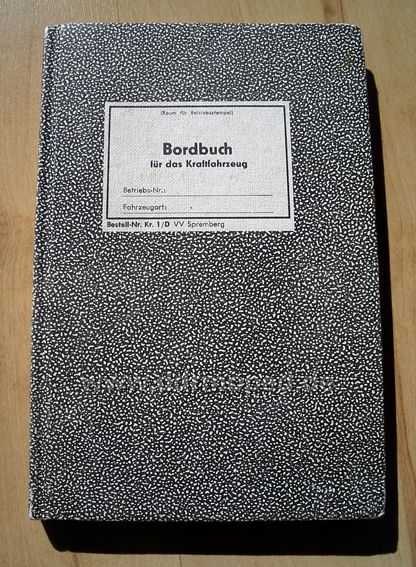 (Raum für Betriebsstempel)
Bordbuch
für das Kraftfahrzeug
Betriebs-Nr.:
Fahrzeugart:
Bestell-Nr. Kr. 1/D VV Spremberg